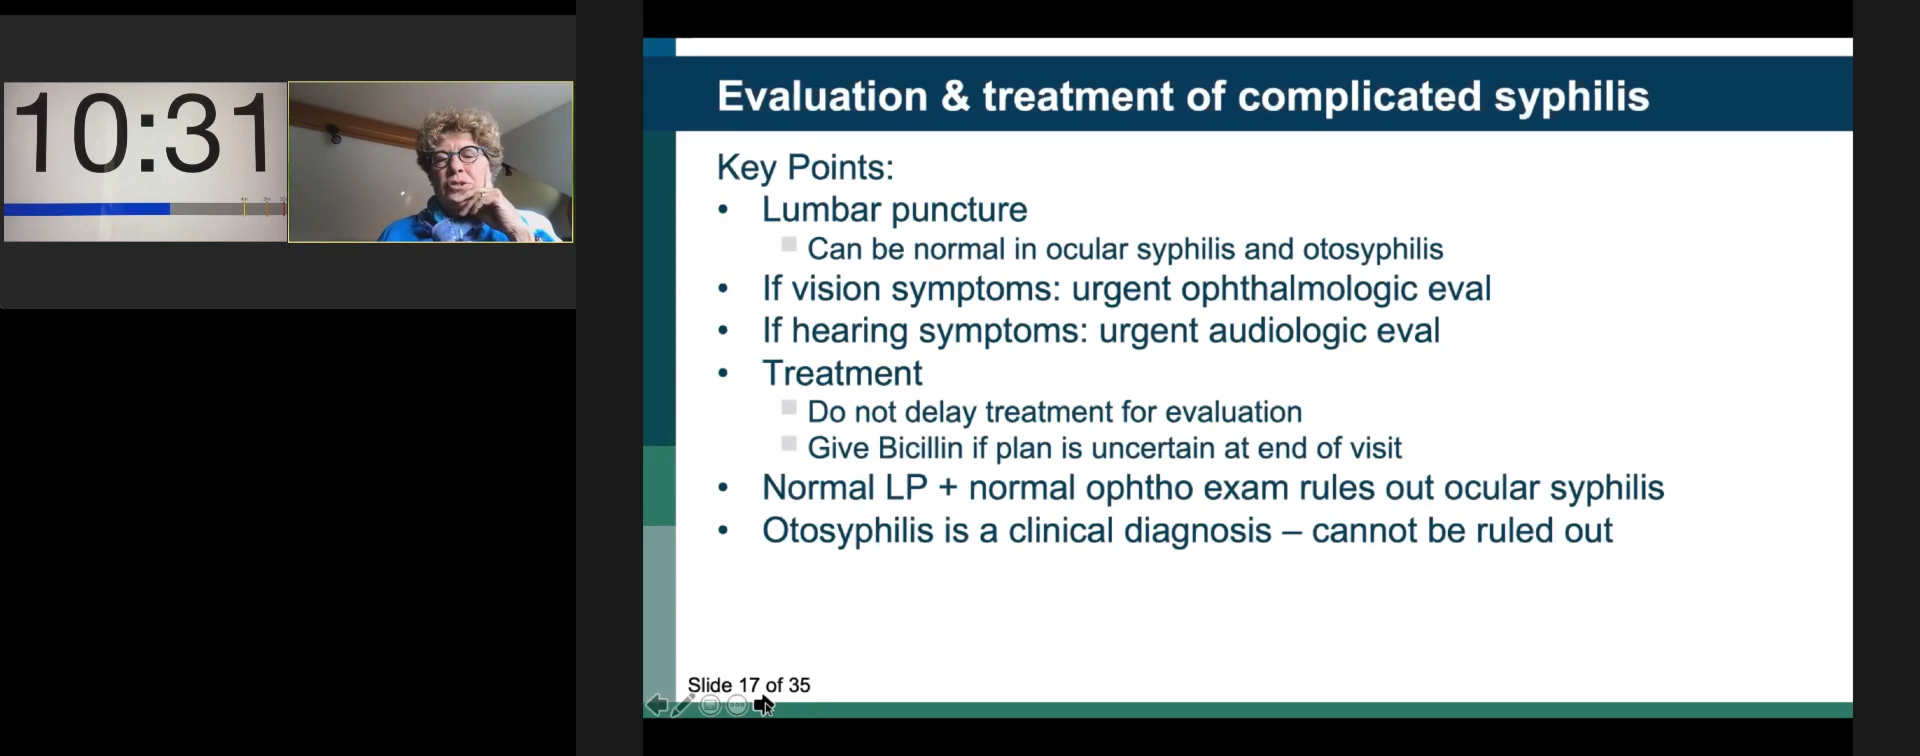 10:31
Evaluation & treatment of complicated syphilis
Key Points:
• Lumbar puncture
Can be normal in ocular syphilis and otosyphilis
• If vision symptoms: urgent ophthalmologic eval
• If hearing symptoms: urgent audiologic eval
• Treatment
Do not delay treatment for evaluation
Give Bicillin if plan is uncertain at end of visit
• Normal LP + normal ophtho exam rules out ocular syphilis
• Otosyphilis is a clinical diagnosis – cannot be ruled out
Slide 17 of 35